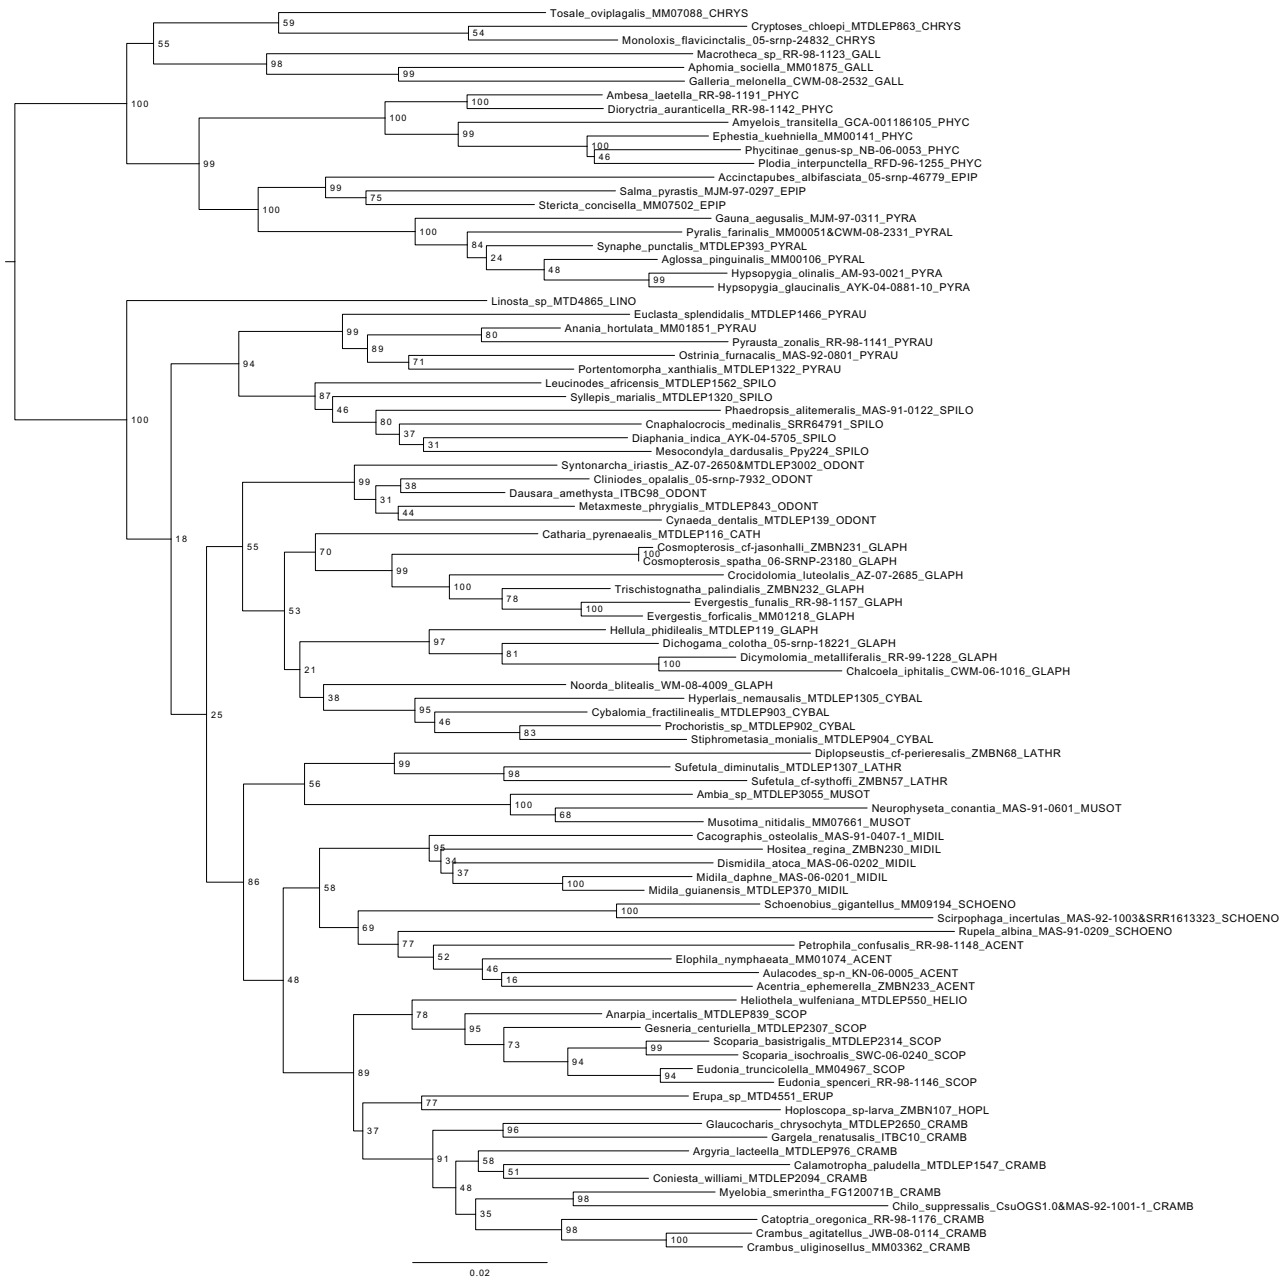 Tosale_oviplagalis_MM07088_CHRYS
59
Cryptoses_chloepi_MTDLEP863_CHRYS
54
Monoloxis_flavicinctalis_05-srnp-24832_CHRYS
55
Macrotheca_sp_RR-98-1123_GALL
98
Aphomia_sociella_MM01875_GALL
99
Galleria_melonella_CWM-08-2532_GALL
100
Ambesa_laetella_RR-98-1191_PHYC
100
Dioryctria_auranticella_RR-98-1142_PHYC
100
Amyelois_transitella_GCA-001186105_PHYC
99
Ephestia_kuehniella_MM00141_PHYC
100
Phycitinae_genus-sp_NB-06-0053_PHYC
46
Plodia_interpunctella_RFD-96-1255_PHYC
99
Accinctapubes_albifasciata_05-srnp-46779_EPIP
99
Salma_pyrastis_MJM-97-0297_EPIP
75
Stericta_concisella_MM07502_EPIP
100
Gauna_aegusalis_MJM-97-0311_PYRA
100
Pyralis_farinalis_MM00051&CWM-08-2331_PYRAL
84
Synaphe_punctalis_MTDLEP393_PYRAL
24
Aglossa_pinguinalis_MM00106_PYRAL
48
Hypsopygia_olinalis_AM-93-0021_PYRA
99
Hypsopygia_glaucinalis_AYK-04-0881-10_PYRA
Linosta_sp_MTD4865_LINO
Euclasta_splendidalis_MTDLEP1466_PYRAU
99
Anania_hortulata_MM01851_PYRAU
80
Pyrausta_zonalis_RR-98-1141_PYRAU
89
Ostrinia_furnacalis_MAS-92-0801_PYRAU
71
Portentomorpha_xanthialis_MTDLEP1322_PYRAU
94
Leucinodes_africensis_MTDLEP1562_SPILO
87
Syllepis_marialis_MTDLEP1320_SPILO
46
Phaedropsis_alitemeralis_MAS-91-0122_SPILO
80
Cnaphalocrocis_medinalis_SRR64791_SPILO
37
Diaphania_indica_AYK-04-5705_SPILO
31
Mesocondyla_dardusalis_Ppy224_SPILO
100
Syntonarcha_iriastis_AZ-07-2650&MTDLEP3002_ODONT
99
Cliniodes_opalalis_05-srnp-7932_ODONT
38
Dausara_amethysta_ITBC98_ODONT
31
Metaxmeste_phrygialis_MTDLEP843_ODONT
44
Cynaeda_dentalis_MTDLEP139_ODONT
18
55
Catharia_pyrenaealis_MTDLEP116_CATH
70
Cosmopterosis_cf-jasonhalli_ZMBN231_GLAPH
100
Cosmopterosis_spatha_06-SRNP-23180_GLAPH
99
Crocidolomia_luteolalis_AZ-07-2685_GLAPH
100
Trischistognatha_palindialis_ZMBN232_GLAPH
78
Evergestis_funalis_RR-98-1157_GLAPH
100
Evergestis_forficalis_MM01218_GLAPH
53
Hellula_phidilealis_MTDLEP119_GLAPH
97
Dichogama_colotha_05-srnp-18221_GLAPH
81
Dicymolomia_metalliferalis_RR-99-1228_GLAPH
100
Chalcoela_iphitalis_CWM-06-1016_GLAPH
21
Noorda_blitealis_WM-08-4009_GLAPH
38
Hyperlais_nemausalis_MTDLEP1305_CYBAL
95
Cybalomia_fractilinealis_MTDLEP903_CYBAL
46
Prochoristis_sp_MTDLEP902_CYBAL
83
Stiphrometasia_monialis_MTDLEP904_CYBAL
25
Diplopseustis_cf-perieresalis_ZMBN68_LATHR
99
Sufetula_diminutalis_MTDLEP1307_LATHR
98
Sufetula_cf-sythoffi_ZMBN57_LATHR
56
Ambia_sp_MTDLEP3055_MUSOT
100
Neurophyseta_conantia_MAS-91-0601_MUSOT
68
Musotima_nitidalis_MM07661_MUSOT
Cacographis_osteolalis_MAS-91-0407-1_MIDIL
95
Hositea_regina_ZMBN230_MIDIL
34
Dismidila_atoca_MAS-06-0202_MIDIL
37
Midila_daphne_MAS-06-0201_MIDIL
100
Midila_guianensis_MTDLEP370_MIDIL
86
58
Schoenobius_gigantellus_MM09194_SCHOENO
100
Scirpophaga_incertulas_MAS-92-1003&SRR1613323_SCHOENO
69
Rupela_albina_MAS-91-0209_SCHOENO
77
Petrophila_confusalis_RR-98-1148_ACENT
52
Elophila_nymphaeata_MM01074_ACENT
46
Aulacodes_sp-n_KN-06-0005_ACENT
16
Acentria_ephemerella_ZMBN233_ACENT
48
Heliothela_wulfeniana_MTDLEP550_HELIO
78
Anarpia_incertalis_MTDLEP839_SCOP
95
Gesneria_centuriella_MTDLEP2307_SCOP
73
Scoparia_basistrigalis_MTDLEP2314_SCOP
99
Scoparia_isochroalis_SWC-06-0240_SCOP
94
Eudonia_truncicolella_MM04967_SCOP
94
Eudonia_spenceri_RR-98-1146_SCOP
89
Erupa_sp_MTD4551_ERUP
77
Hoploscopa_sp-larva_ZMBN107_HOPL
37
Glaucocharis_chrysochyta_MTDLEP2650_CRAMB
96
Gargela_renatusalis_ITBC10_CRAMB
91
Argyria_lacteella_MTDLEP976_CRAMB
58
Calamotropha_paludella_MTDLEP1547_CRAMB
51
Coniesta_williami_MTDLEP2094_CRAMB
48
Myelobia_smerintha_FG120071B_CRAMB
98
Chilo_suppressalis_CsuOGS1.0&MAS-92-1001-1_CRAMB
35
Catoptria_oregonica_RR-98-1176_CRAMB
98
Crambus_agitatellus_JWB-08-0114_CRAMB
100
Crambus_uliginosellus_MM03362_CRAMB
0.02